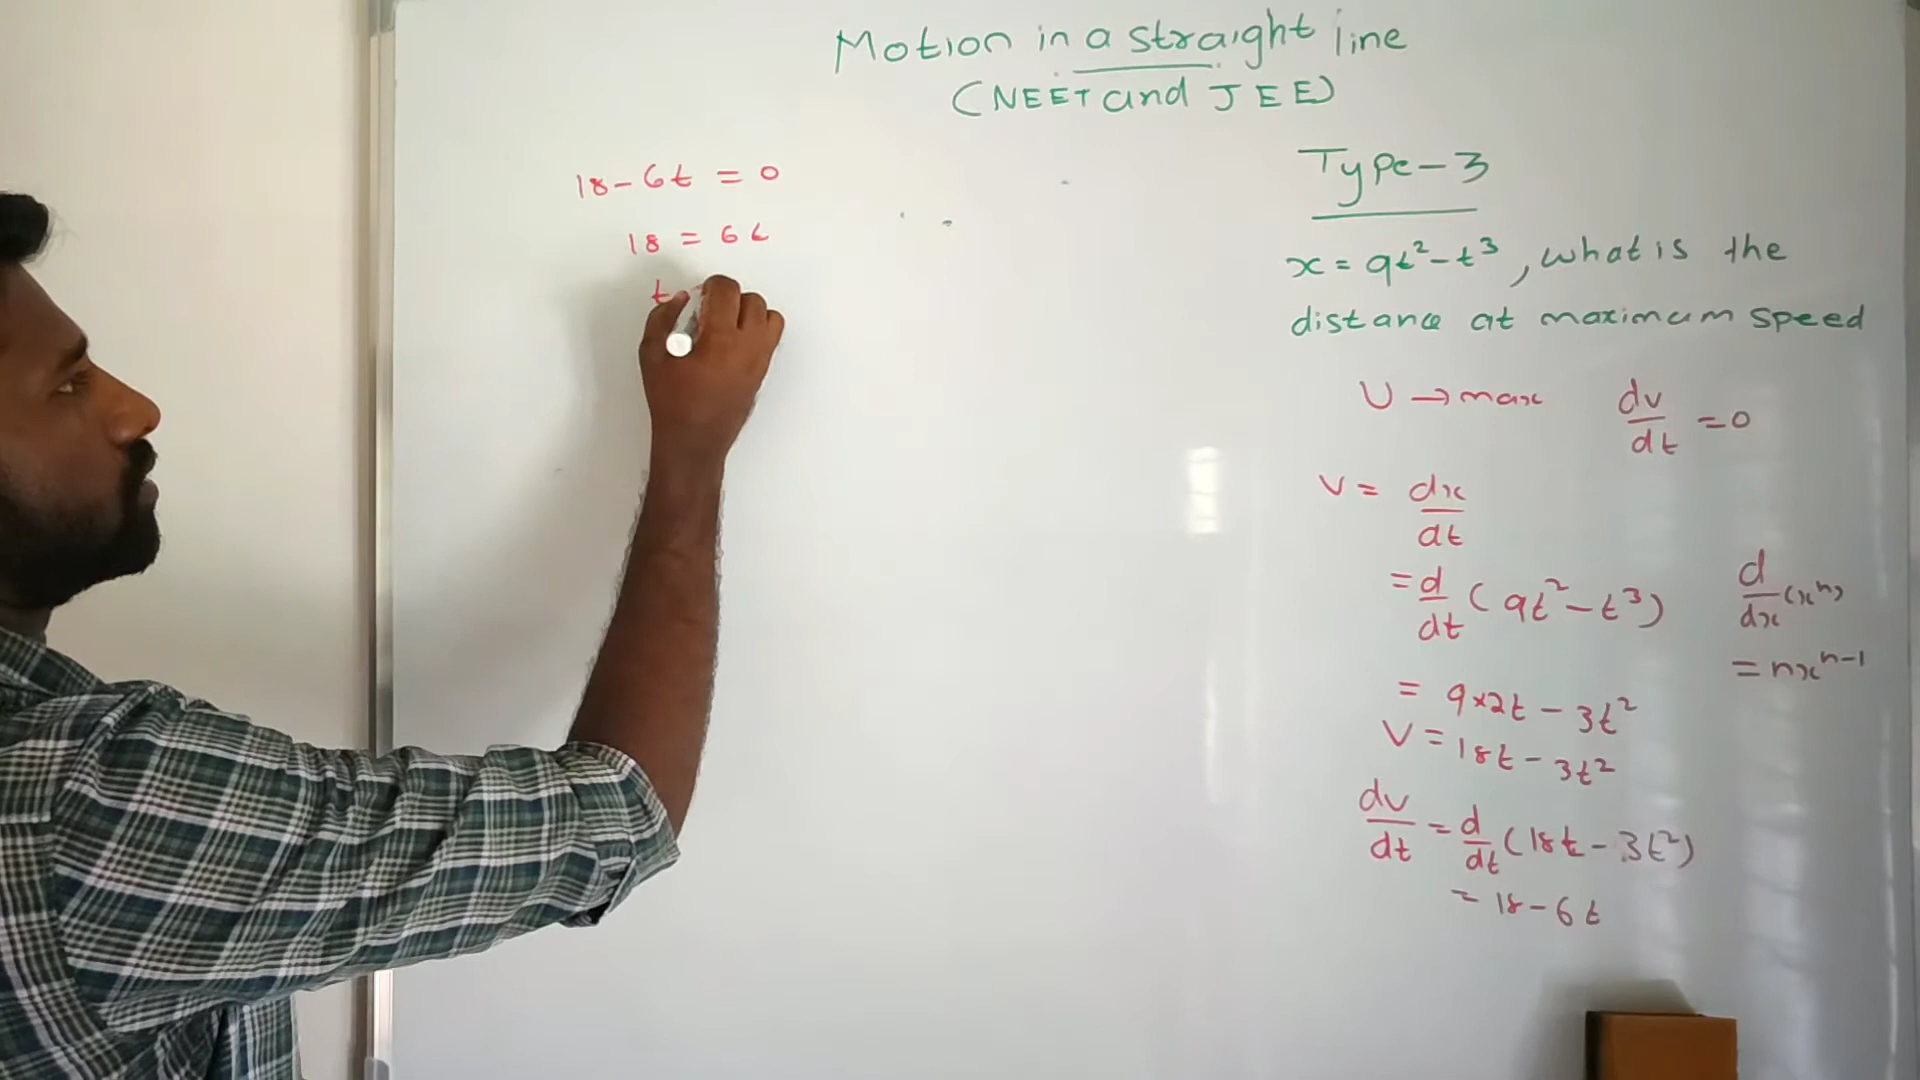 Motion in a straight line
(NEET and JEE)
18 - 6t = 0
18 = 6t
t
Type-3
x = 9t² - t³, what is the
distance at maximum speed
U → max dv/dt = 0
V = dx/dt
= d/dt (9t² - t³)
d/dx (xⁿ)
= nxⁿ⁻¹
= 9×2t - 3t²
V = 18t - 3t²
dv/dt = d/dt (18t - 3t²)
= 18 - 6t